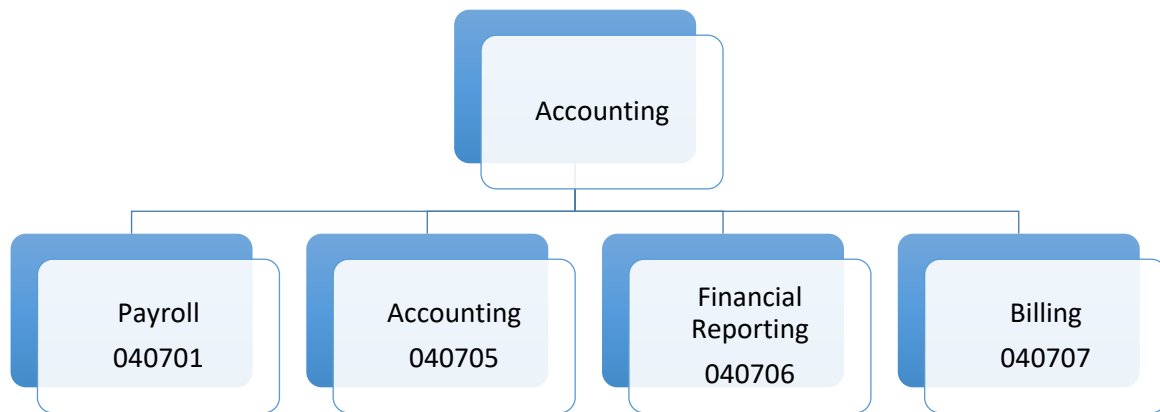 Accounting
Payroll
040701
Accounting
040705
Financial
Reporting
040706
Billing
040707